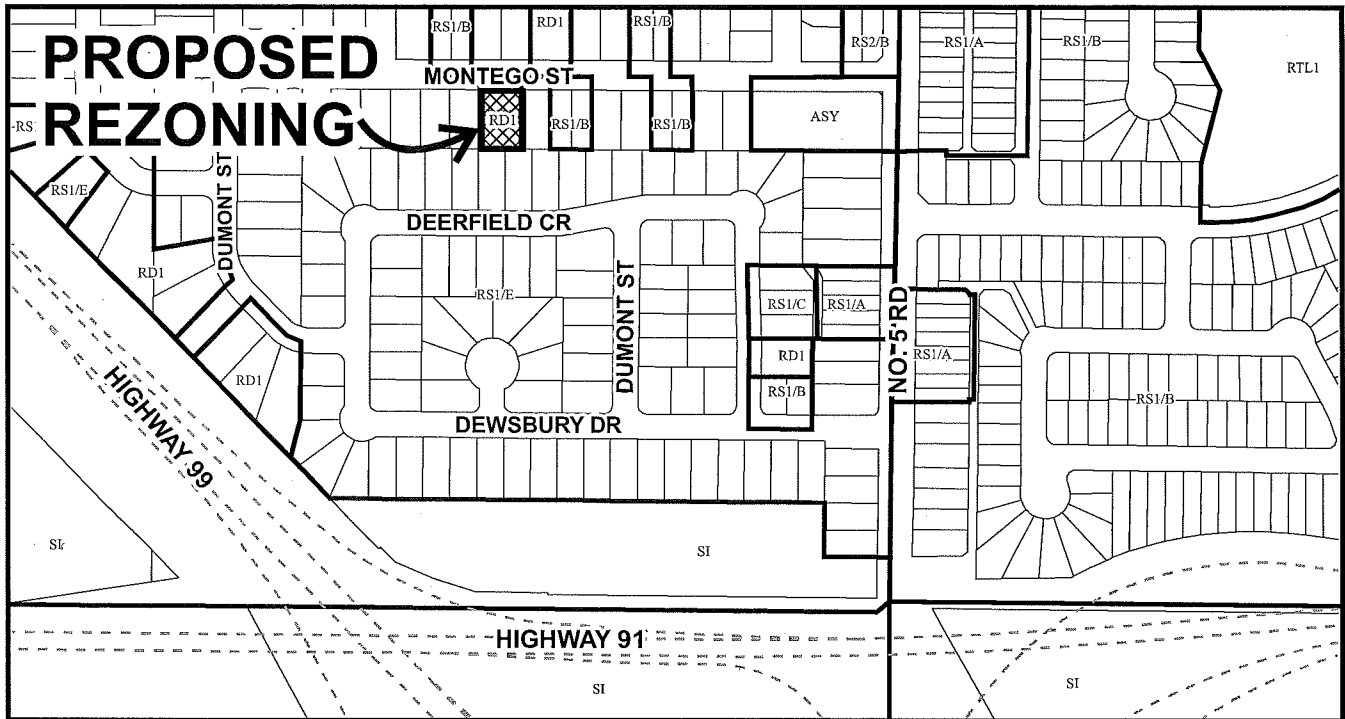 PROPOSED
REZONING
RS1/B
RD1
RS1/B
RS2/B
RS1/A
RS1/B
RTL1
MONTEGO ST
RD1
RS1/B
RS1/B
ASY
RS1/E
DUMONT ST
DEERFIELD CR
RD1
RS1/E
DUMONT ST
RS1/C
RS1/A
NO. 5 RD
RD1
RS1/A
RD1
RS1/B
RS1/B
DEWSBURY DR
HIGHWAY 99
SI
SI
HIGHWAY 91
SI
SI